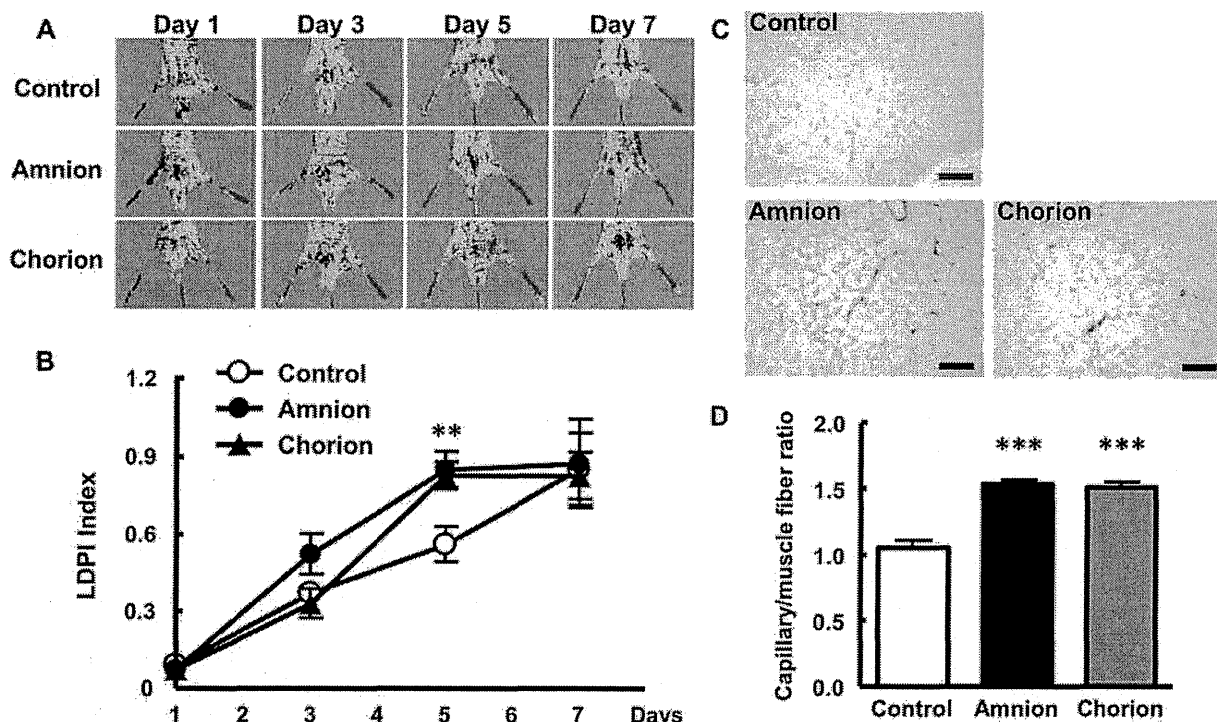 A
Day 1 Day 3 Day 5 Day 7
Control
Amnion
Chorion
B
Control
Amnion
Chorion
LDPI Index
1.2
0.9
0.6
0.3
0
**
1 2 3 4 5 6 7 Days
C
Control
Amnion
Chorion
D
Capillary/muscle fiber ratio
2.0
1.5
1.0
0.5
0.0
*** ***
Control Amnion Chorion